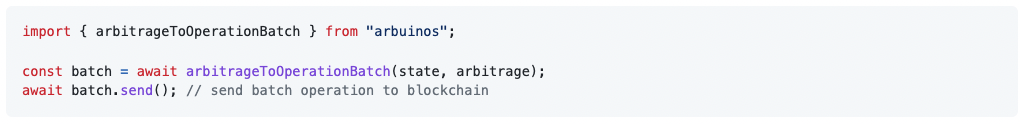 import { arbitrageToOperationBatch } from "arbuinos";
const batch = await arbitrageToOperationBatch(state, arbitrage);
await batch.send(); // send batch operation to blockchain